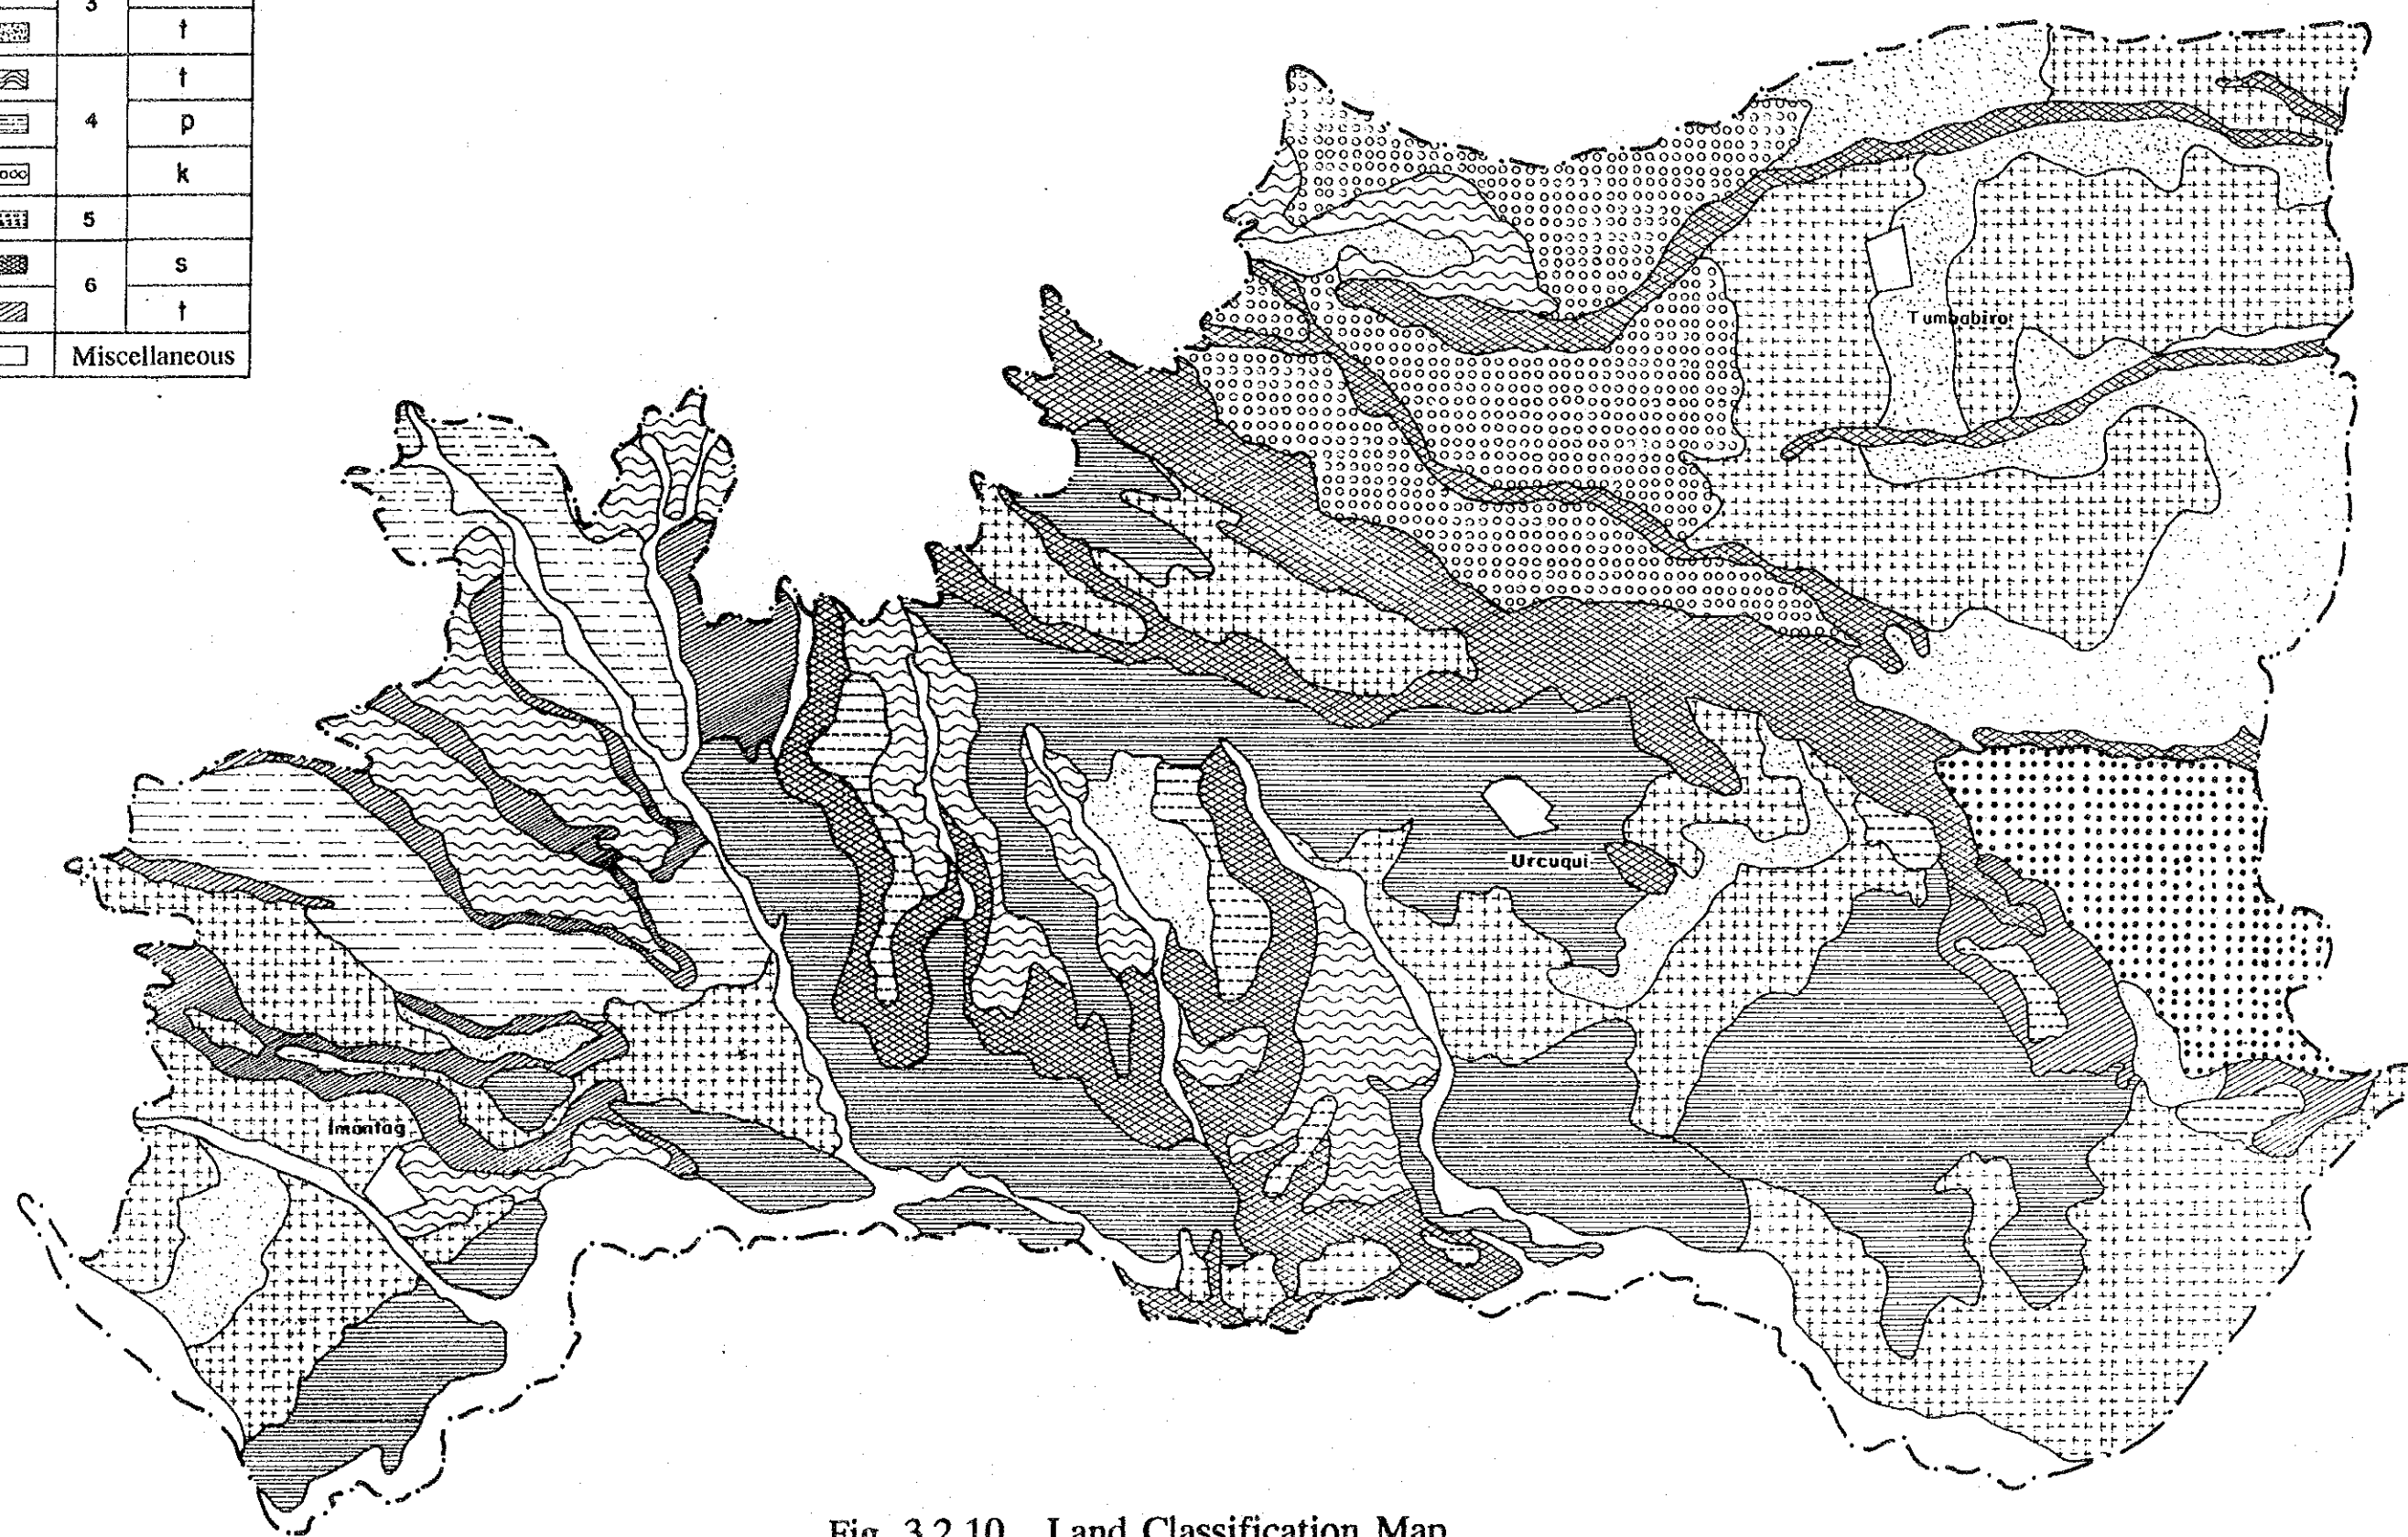 3
t
t
4 p
k
5
s
6
t
Miscellaneous
Tumbabiro
Urcuqui
Imantag
Fig. 3.2.10 Land Classification Map